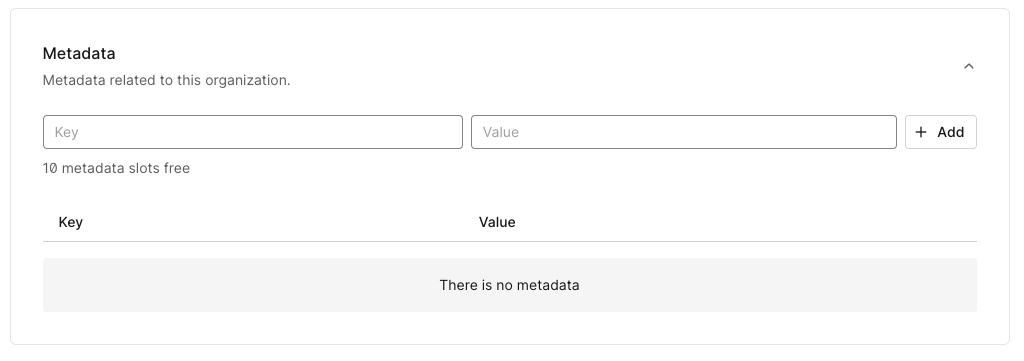 Metadata
Metadata related to this organization.
Key Value + Add
10 metadata slots free
Key Value
There is no metadata